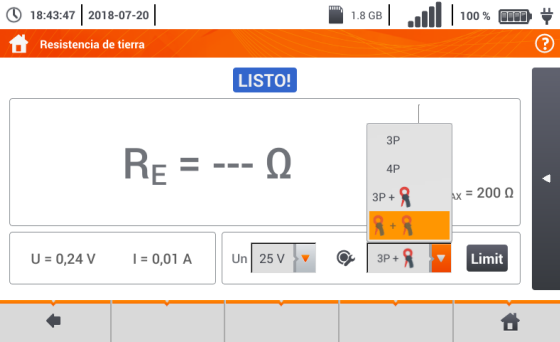 18:43:47 2018-07-20 1.8 GB 100 %
Resistencia de tierra ?
LISTO!
RE = --- Ω
3P
4P
3P +
+
= 200 Ω
U = 0,24 V I = 0,01 A
Un 25 V 3P + Limit